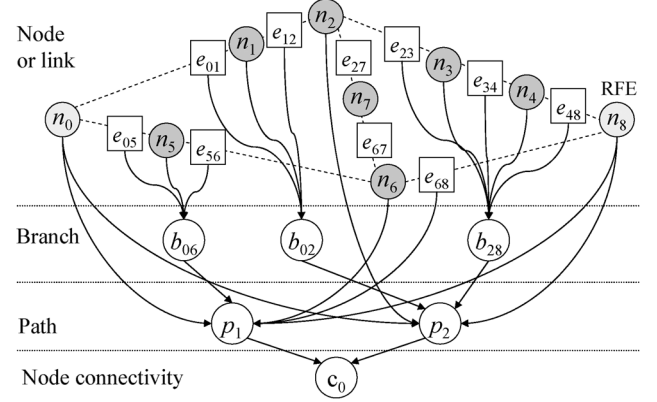 Node
or link
n₂
e₁₂
n₁
e₀₁
e₂₇
e₂₃
n₃
e₃₄
n₄
e₄₈
RFE
n₀
n₇
n₈
e₀₅
n₅
e₅₆
e₆₇
n₆
e₆₈
Branch
b₀₆
b₀₂
b₂₈
Path
p₁
p₂
Node connectivity
c₀